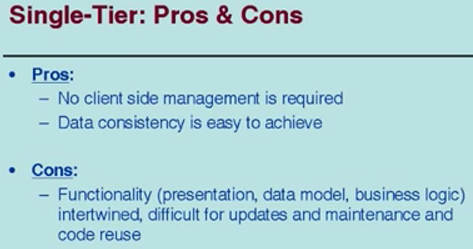 Single-Tier: Pros & Cons
• Pros:
– No client side management is required
– Data consistency is easy to achieve
• Cons:
– Functionality (presentation, data model, business logic)
intertwined, difficult for updates and maintenance and
code reuse